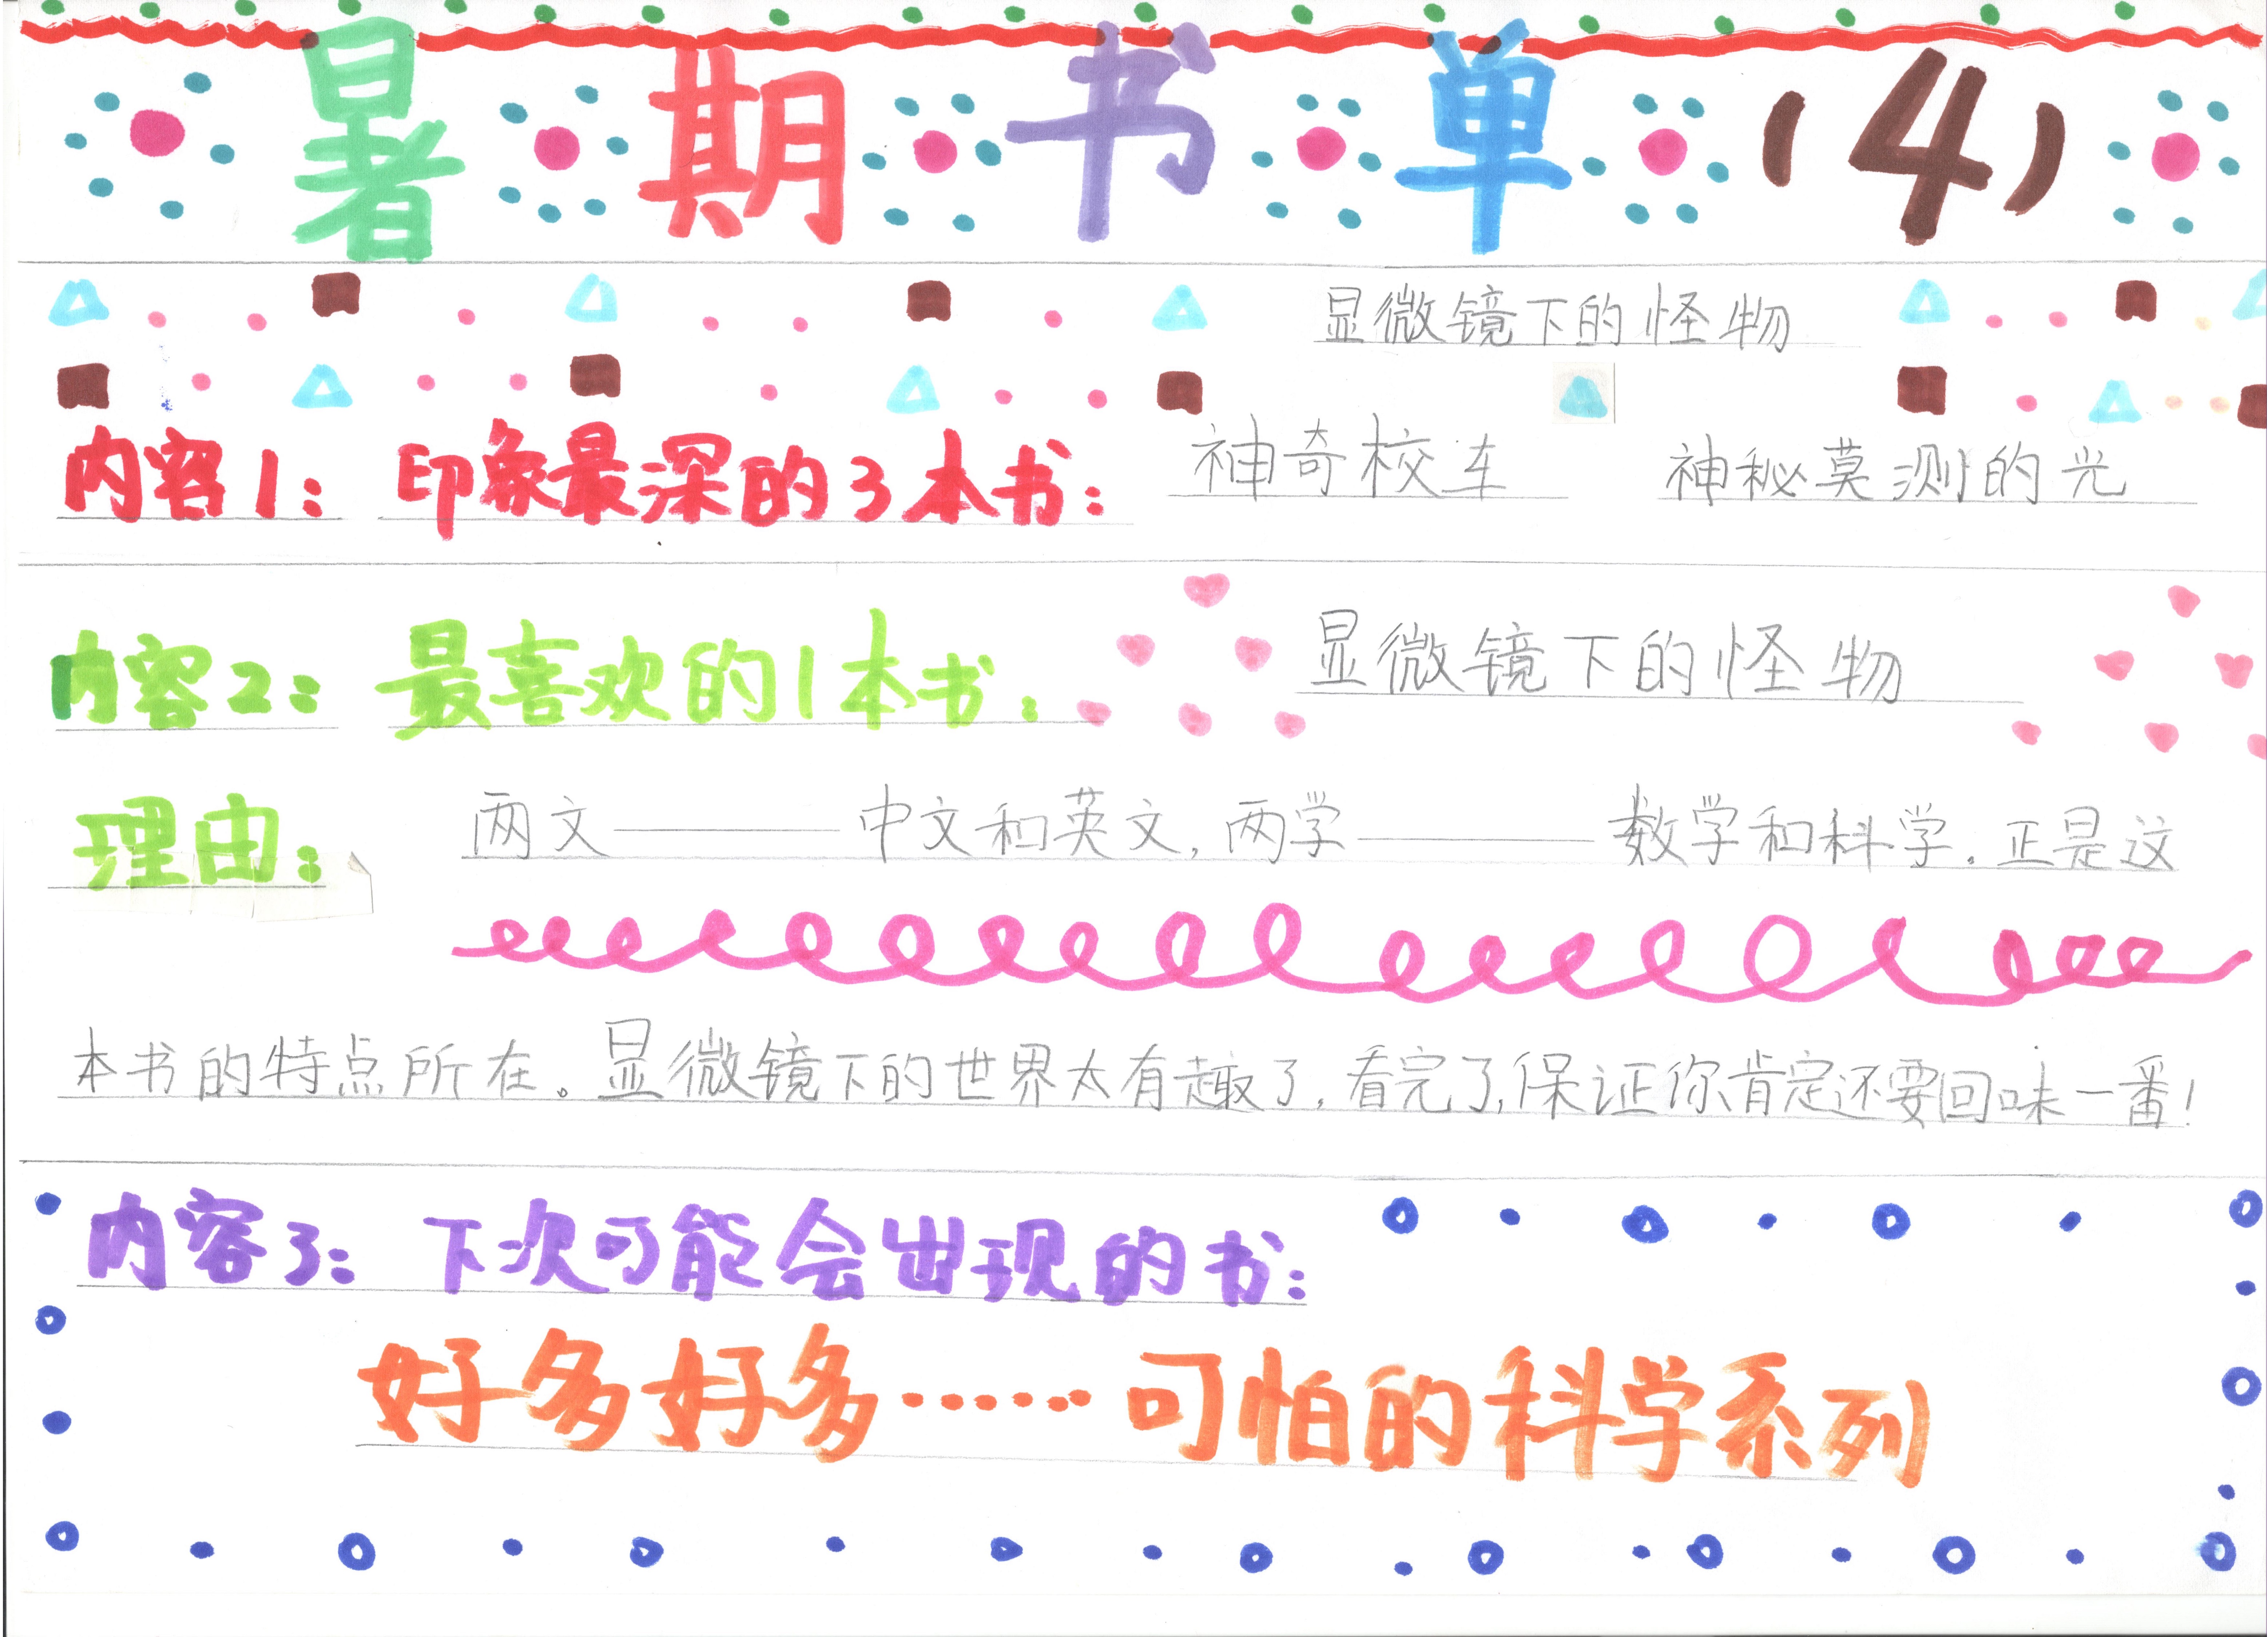 暑期书单(4)
显微镜下的怪物
内容1: 印象最深的3本书: 神奇校车 神秘莫测的光
内容2: 最喜欢的1本书: 显微镜下的怪物
理由: 两文——中文和英文,两学——数学和科学。正是这
本书的特点所在。显微镜下的世界太有趣了,看完了,保证你肯定还要回味一番!
内容3: 下次可能会出现的书:
好多好多……可怕的科学系列